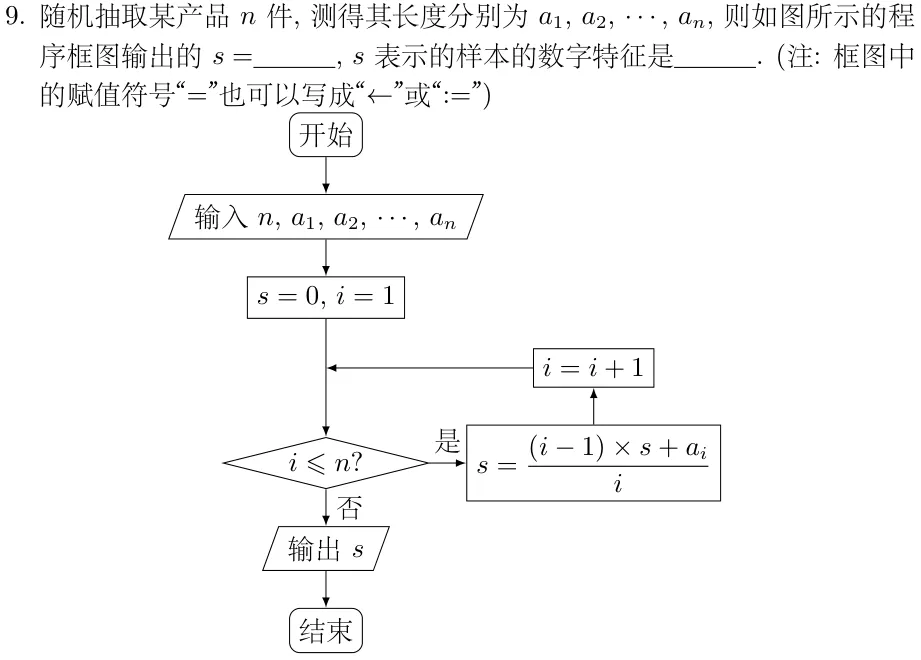 9. 随机抽取某产品 n 件, 测得其长度分别为 a₁, a₂, ⋯, aₙ, 则如图所示的程
序框图输出的 s =______, s 表示的样本的数字特征是______. (注: 框图中
的赋值符号“=”也可以写成“←”或“:=”)
开始
输入 n, a₁, a₂, ⋯, aₙ
s = 0, i = 1
i = i + 1
i ⩽ n?
是
s = ((i − 1) × s + aᵢ)/i
否
输出 s
结束